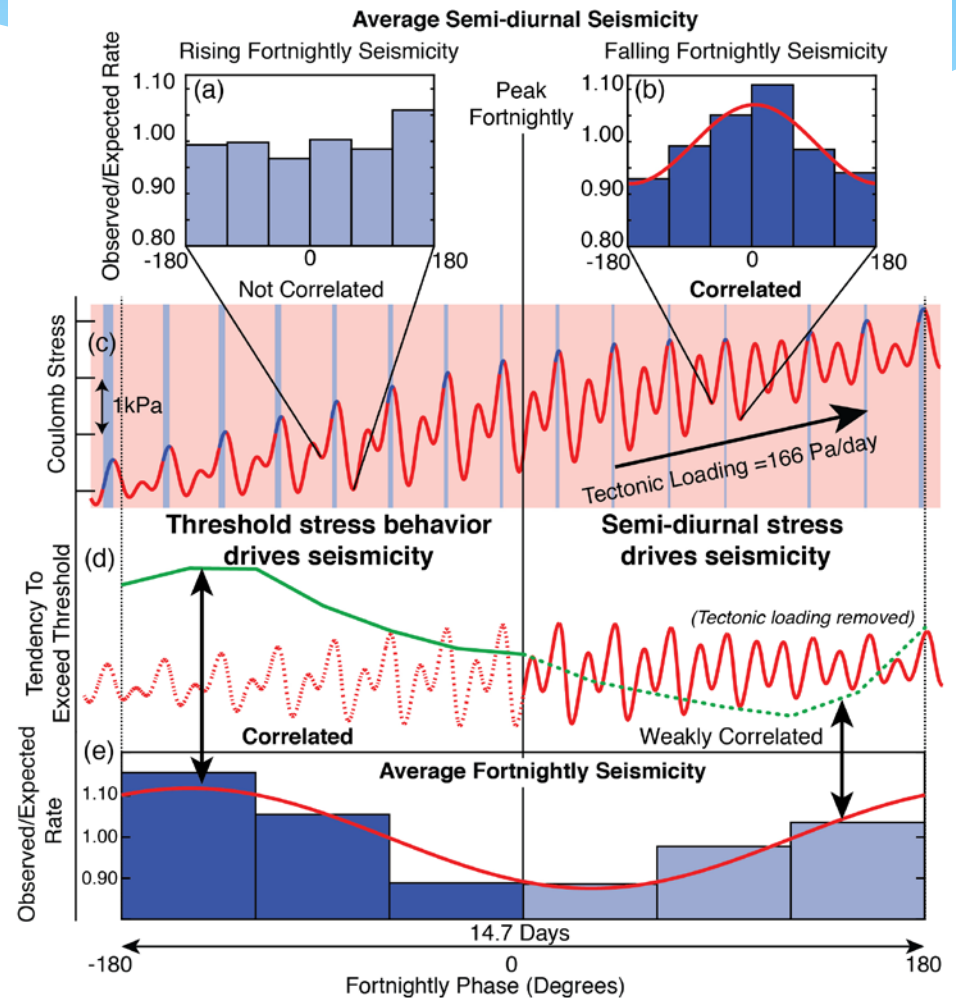 Average Semi-diurnal Seismicity
Rising Fortnightly Seismicity
Falling Fortnightly Seismicity
Observed/Expected Rate
1.10
1.00
0.90
0.80
(a)
-180
0
180
Not Correlated
Peak
Fortnightly
1.10
1.00
0.90
0.80
(b)
-180
0
180
Correlated
Coulomb Stress
(c)
1kPa
Tectonic Loading =166 Pa/day
Threshold stress behavior
drives seismicity
Semi-diurnal stress
drives seismicity
(d)
Tendency To
Exceed Threshold
(Tectonic loading removed)
Correlated
Weakly Correlated
(e)
Average Fortnightly Seismicity
Observed/Expected
Rate
1.10
1.00
0.90
14.7 Days
-180
0
180
Fortnightly Phase (Degrees)